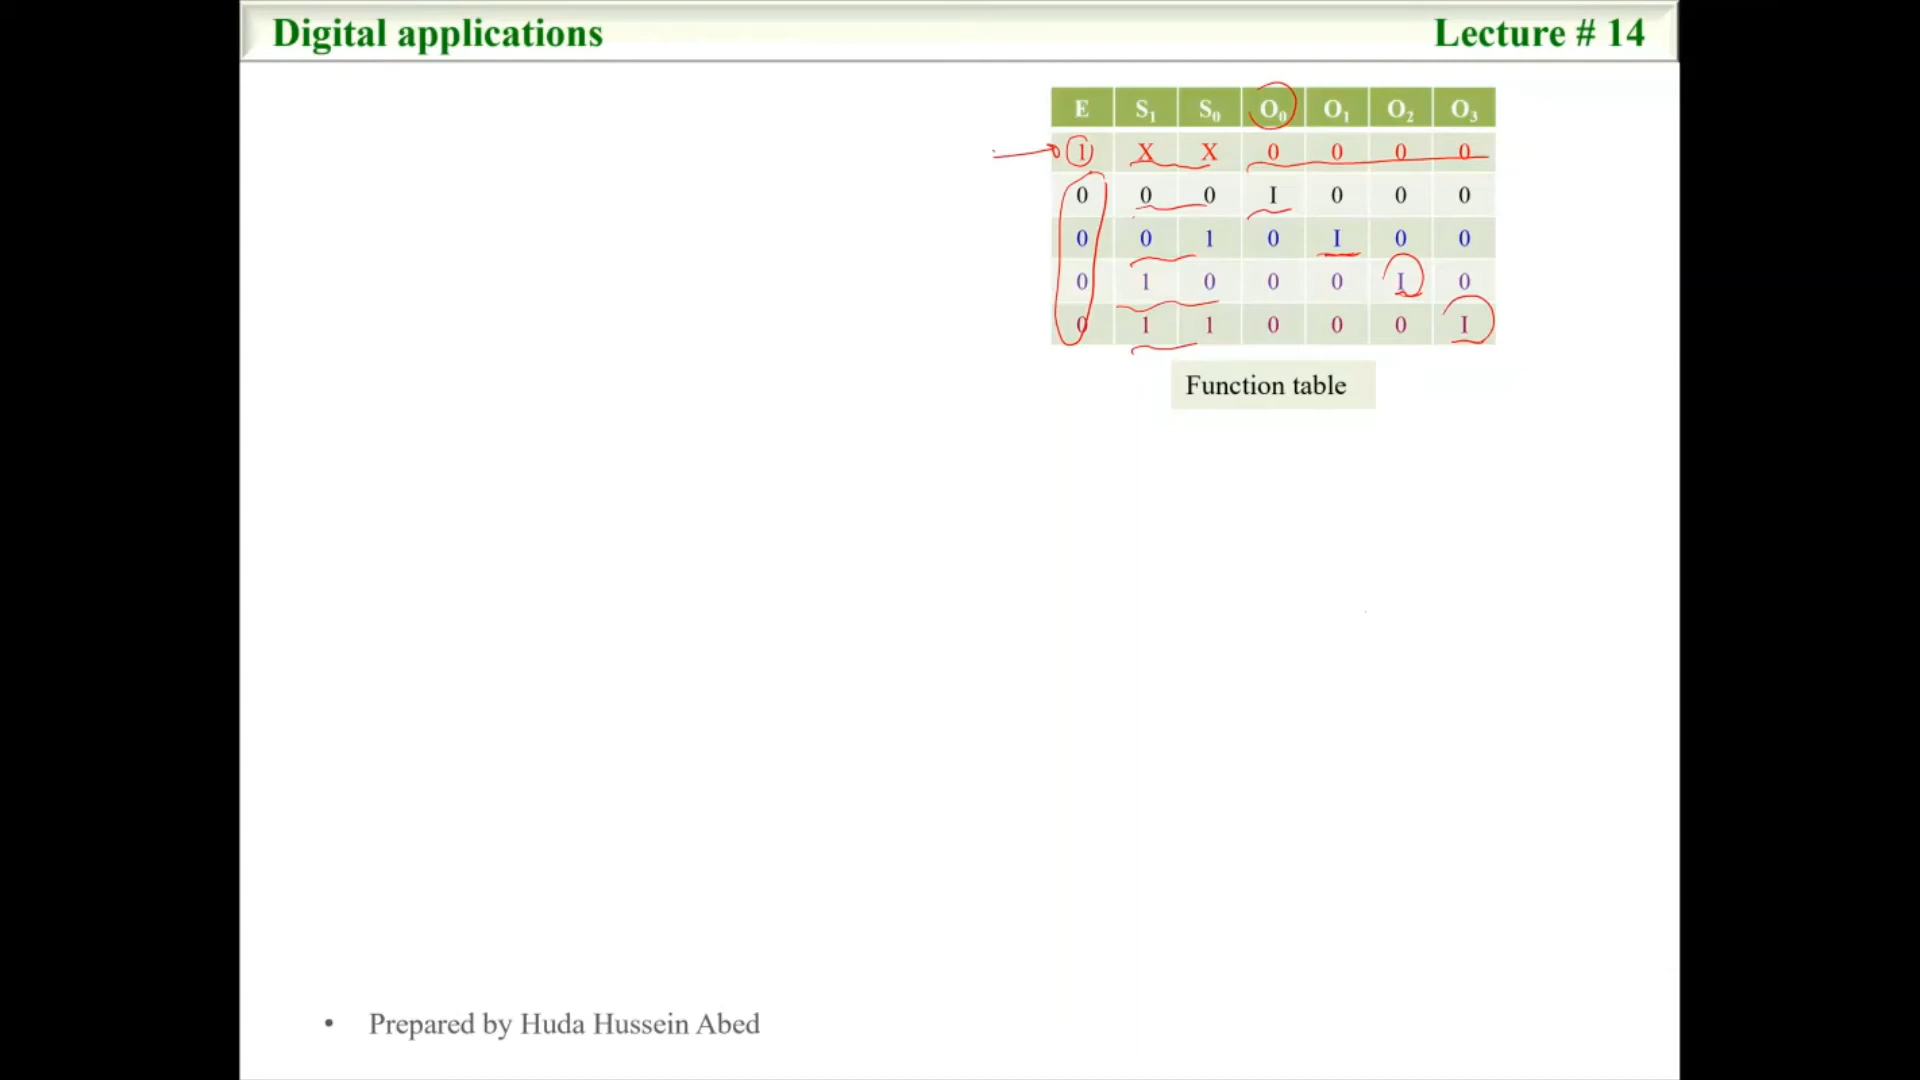 Digital applications Lecture # 14
E S₁ S₀ O₀ O₁ O₂ O₃
1 X X 0 0 0 0
0 0 0 I 0 0 0
0 0 1 0 I 0 0
0 1 0 0 0 I 0
0 1 1 0 0 0 I
Function table
• Prepared by Huda Hussein Abed